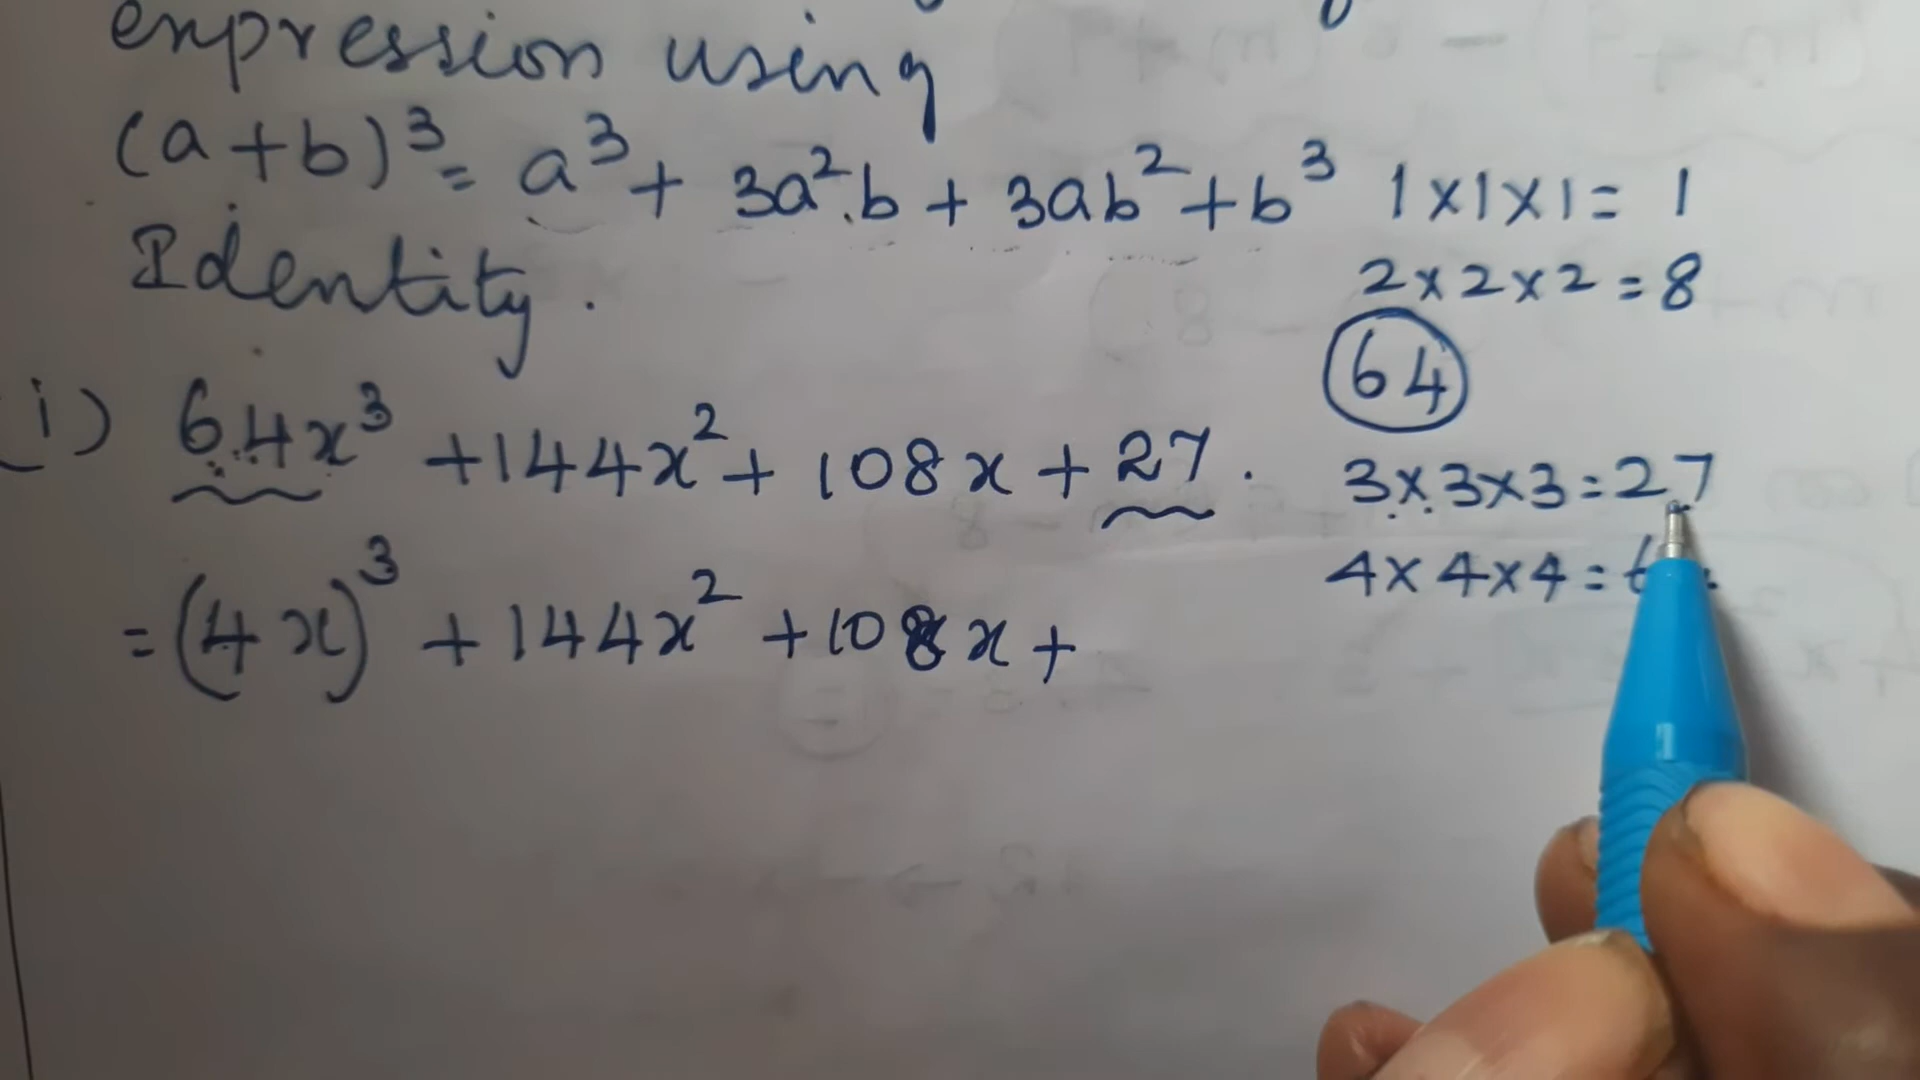 expression using
(a+b)³ = a³ + 3a².b + 3ab² + b³
Identity.
i) 64x³ + 144x² + 108x + 27.
= (4x)³ + 144x² + 108x +
1×1×1= 1
2×2×2 = 8
64
3×3×3=27
4×4×4=